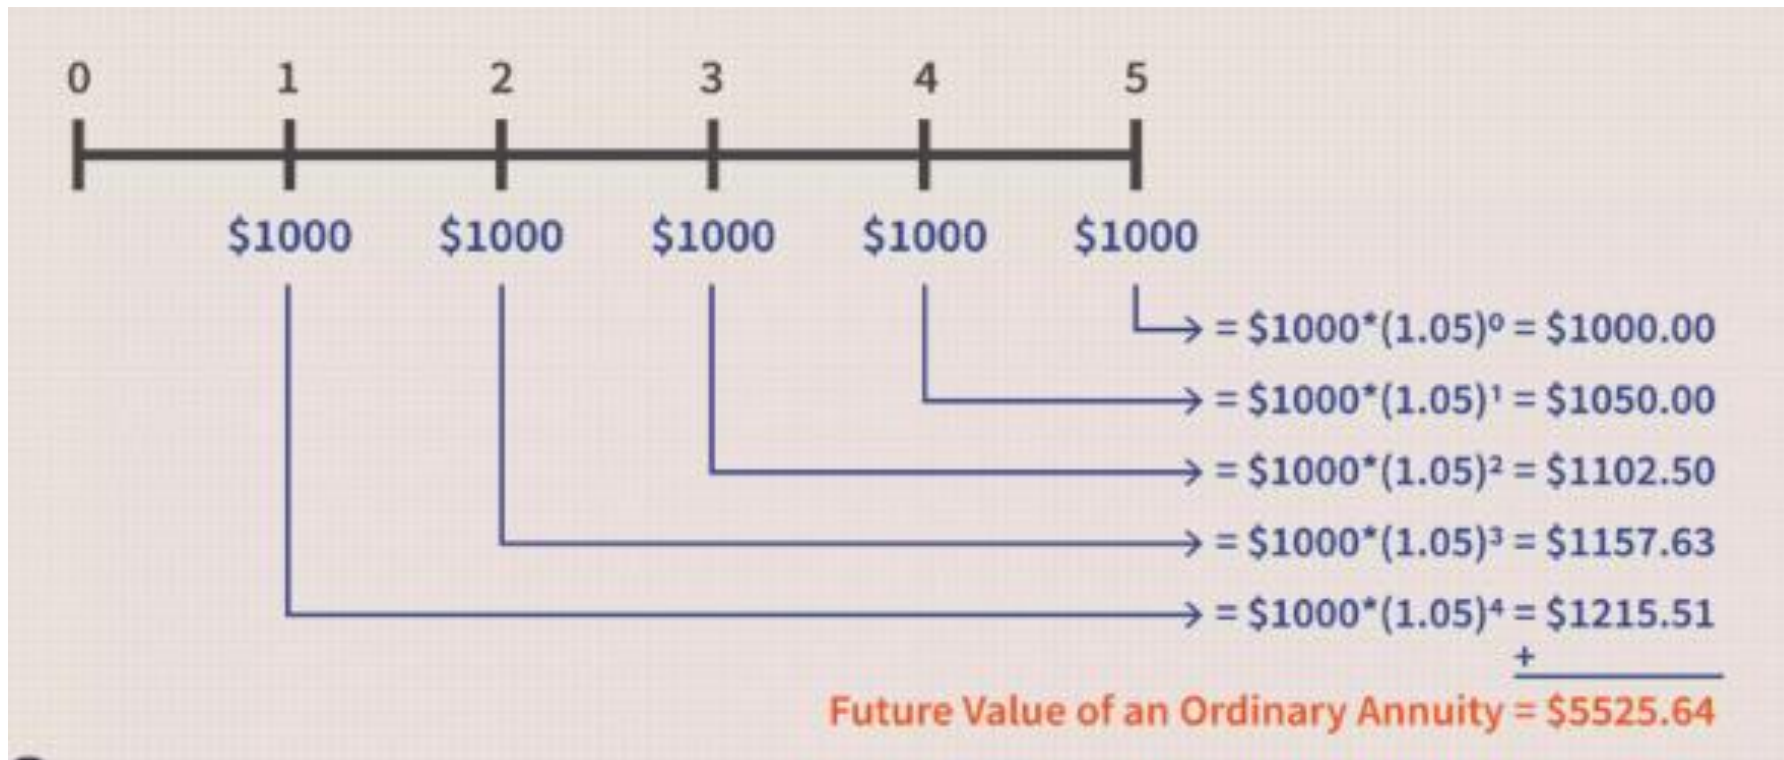 0 1 2 3 4 5
$1000 $1000 $1000 $1000 $1000
= $1000*(1.05)⁰ = $1000.00
= $1000*(1.05)¹ = $1050.00
= $1000*(1.05)² = $1102.50
= $1000*(1.05)³ = $1157.63
= $1000*(1.05)⁴ = $1215.51
+
Future Value of an Ordinary Annuity = $5525.64